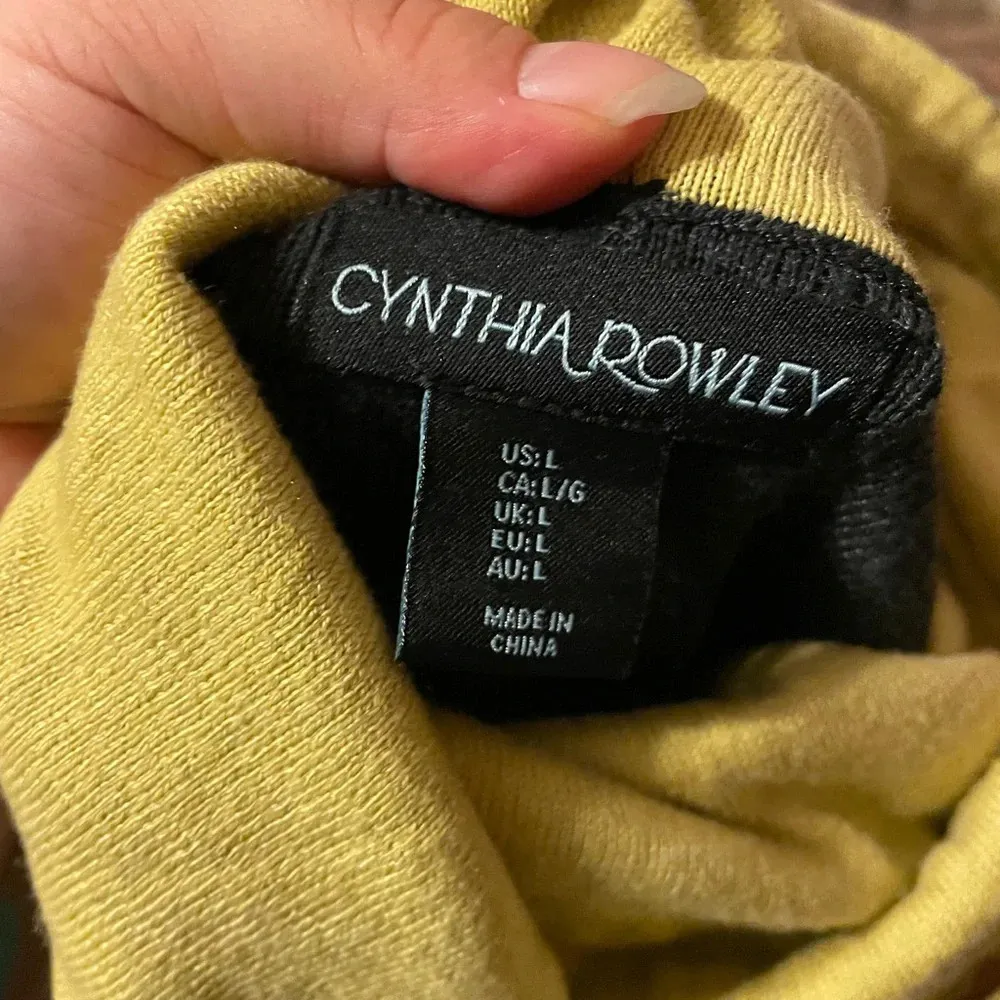 CYNTHIA ROWLEY
US: L
CA: L/G
UK: L
EU: L
AU: L
MADE IN
CHINA